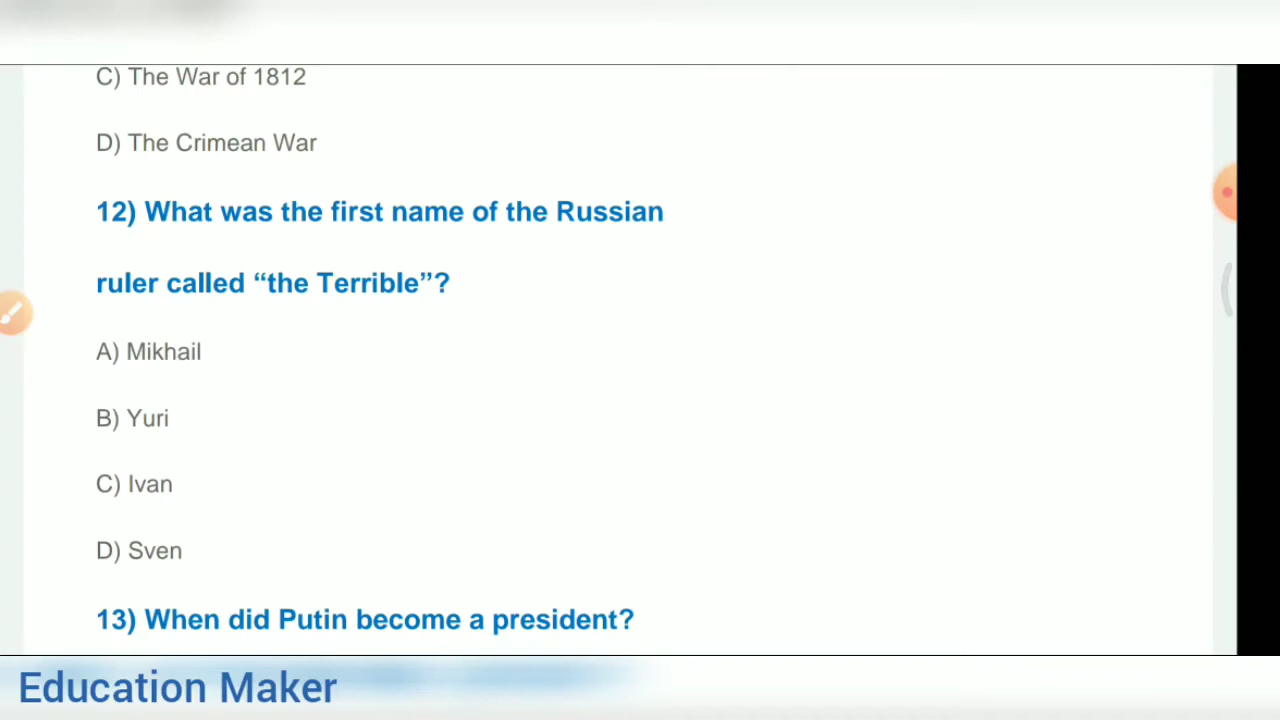 C) The War of 1812
D) The Crimean War
12) What was the first name of the Russian
ruler called “the Terrible”?
A) Mikhail
B) Yuri
C) Ivan
D) Sven
13) When did Putin become a president?
Education Maker